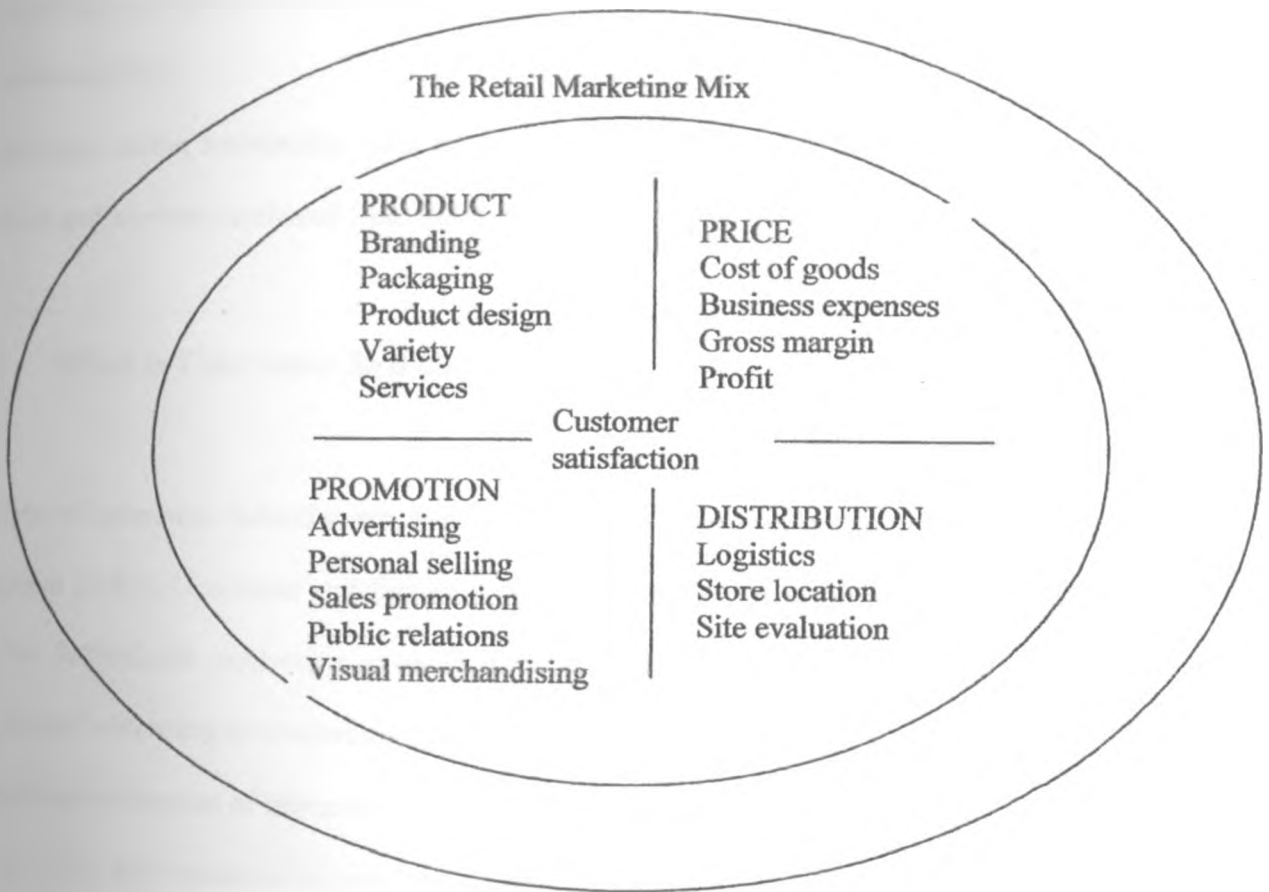 The Retail Marketing Mix
PRODUCT
Branding
Packaging
Product design
Variety
Services
PRICE
Cost of goods
Business expenses
Gross margin
Profit
Customer
satisfaction
PROMOTION
Advertising
Personal selling
Sales promotion
Public relations
Visual merchandising
DISTRIBUTION
Logistics
Store location
Site evaluation